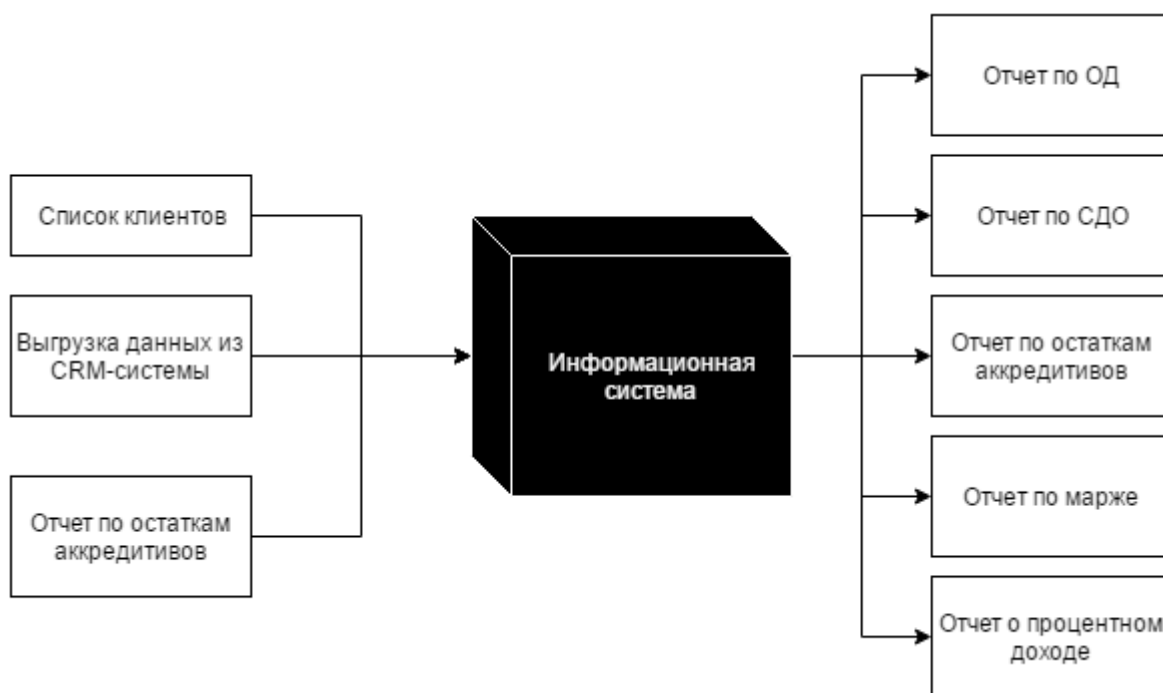 Список клиентов
Выгрузка данных из
CRM-системы
Отчет по остаткам
аккредитивов
Информационная
система
Отчет по ОД
Отчет по СДО
Отчет по остаткам
аккредитивов
Отчет по марже
Отчет о процентном
доходе